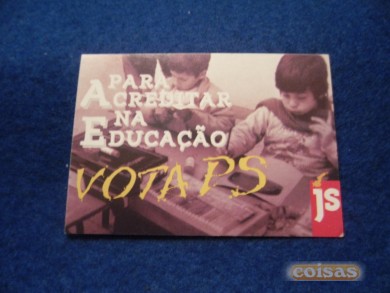 PARA
ACREDITAR
NA
EDUCAÇÃO
VOTA PS
js
coisas